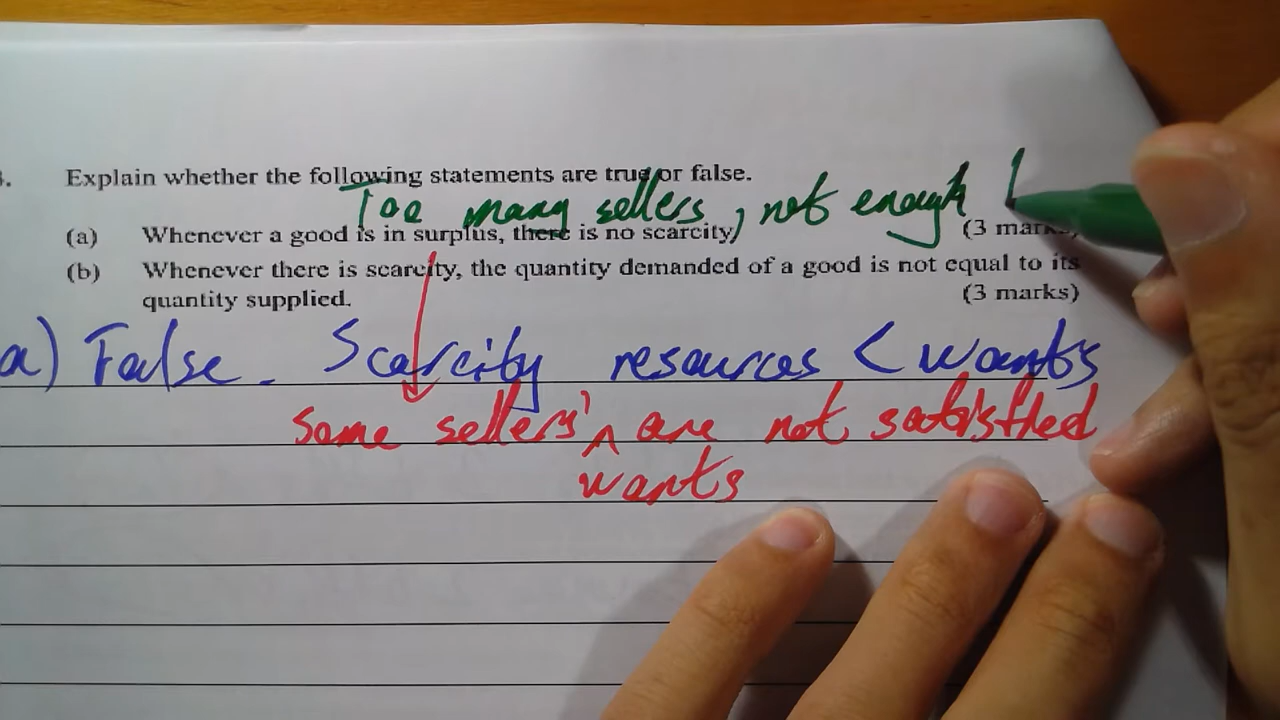 Explain whether the following statements are true or false.
Too many sellers, not enough
(a) Whenever a good is in surplus, there is no scarcity.
(3 marks)
(b) Whenever there is scarcity, the quantity demanded of a good is not equal to its
quantity supplied. (3 marks)
a) False. Scarcity resources < wants
Some sellers' ^ are not satisfied
wants